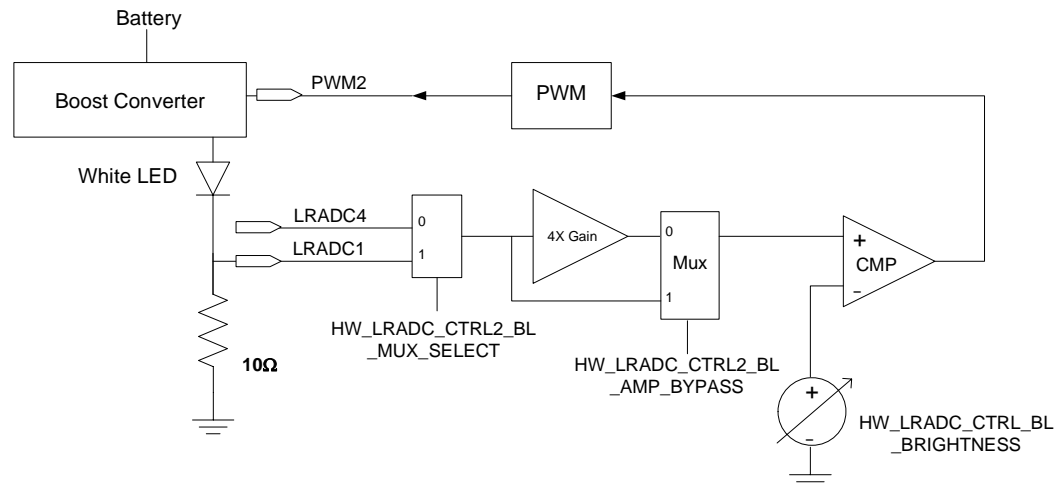 Battery
Boost Converter
PWM2
PWM
White LED
LRADC4
LRADC1
0
1
4X Gain
0
1
Mux
+
CMP
−
HW_LRADC_CTRL2_BL
_MUX_SELECT
10Ω
HW_LRADC_CTRL2_BL
_AMP_BYPASS
+
−
HW_LRADC_CTRL_BL
_BRIGHTNESS